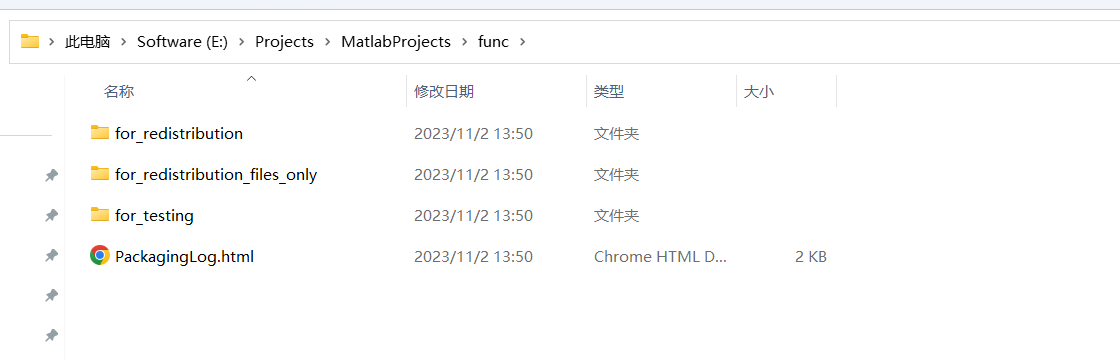 此电脑 > Software (E:) > Projects > MatlabProjects > func >
名称 修改日期 类型 大小
for_redistribution 2023/11/2 13:50 文件夹
for_redistribution_files_only 2023/11/2 13:50 文件夹
for_testing 2023/11/2 13:50 文件夹
PackagingLog.html 2023/11/2 13:50 Chrome HTML D... 2 KB